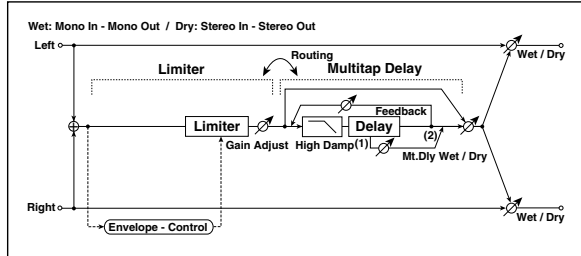 Wet: Mono In - Mono Out / Dry: Stereo In - Stereo Out
Left
Wet / Dry
Routing
Limiter
Multitap Delay
Feedback
Limiter
Delay
Gain Adjust
High Damp
(1)
(2)
Mt.Dly Wet / Dry
Right
Wet / Dry
Envelope - Control